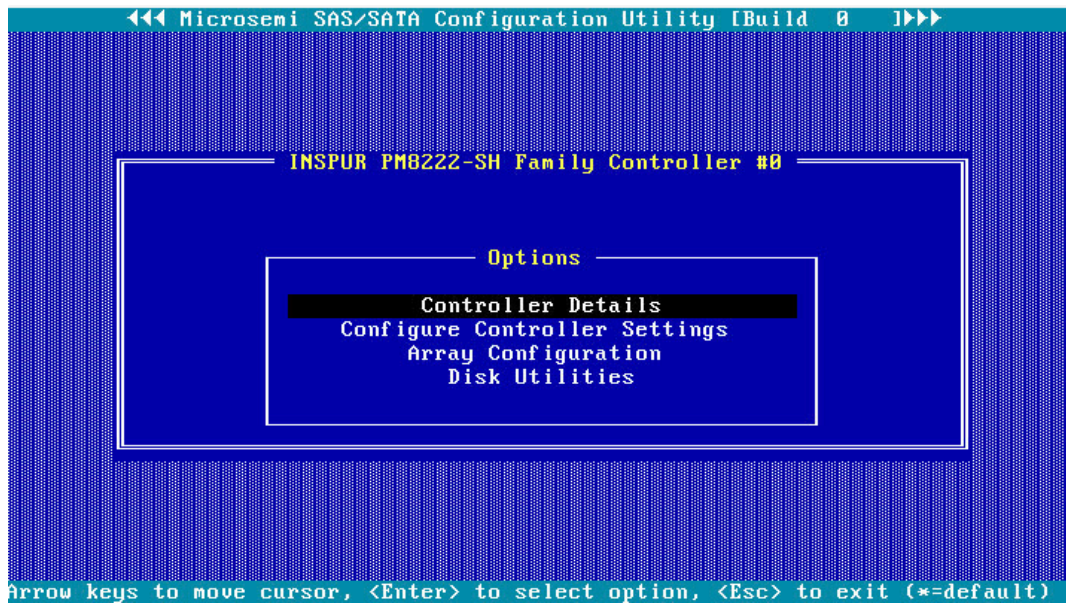 Microsemi SAS/SATA Configuration Utility [Build 0 ]
INSPUR PM8222-SH Family Controller #0
Options
Controller Details
Configure Controller Settings
Array Configuration
Disk Utilities
Arrow keys to move cursor, <Enter> to select option, <Esc> to exit (*=default)